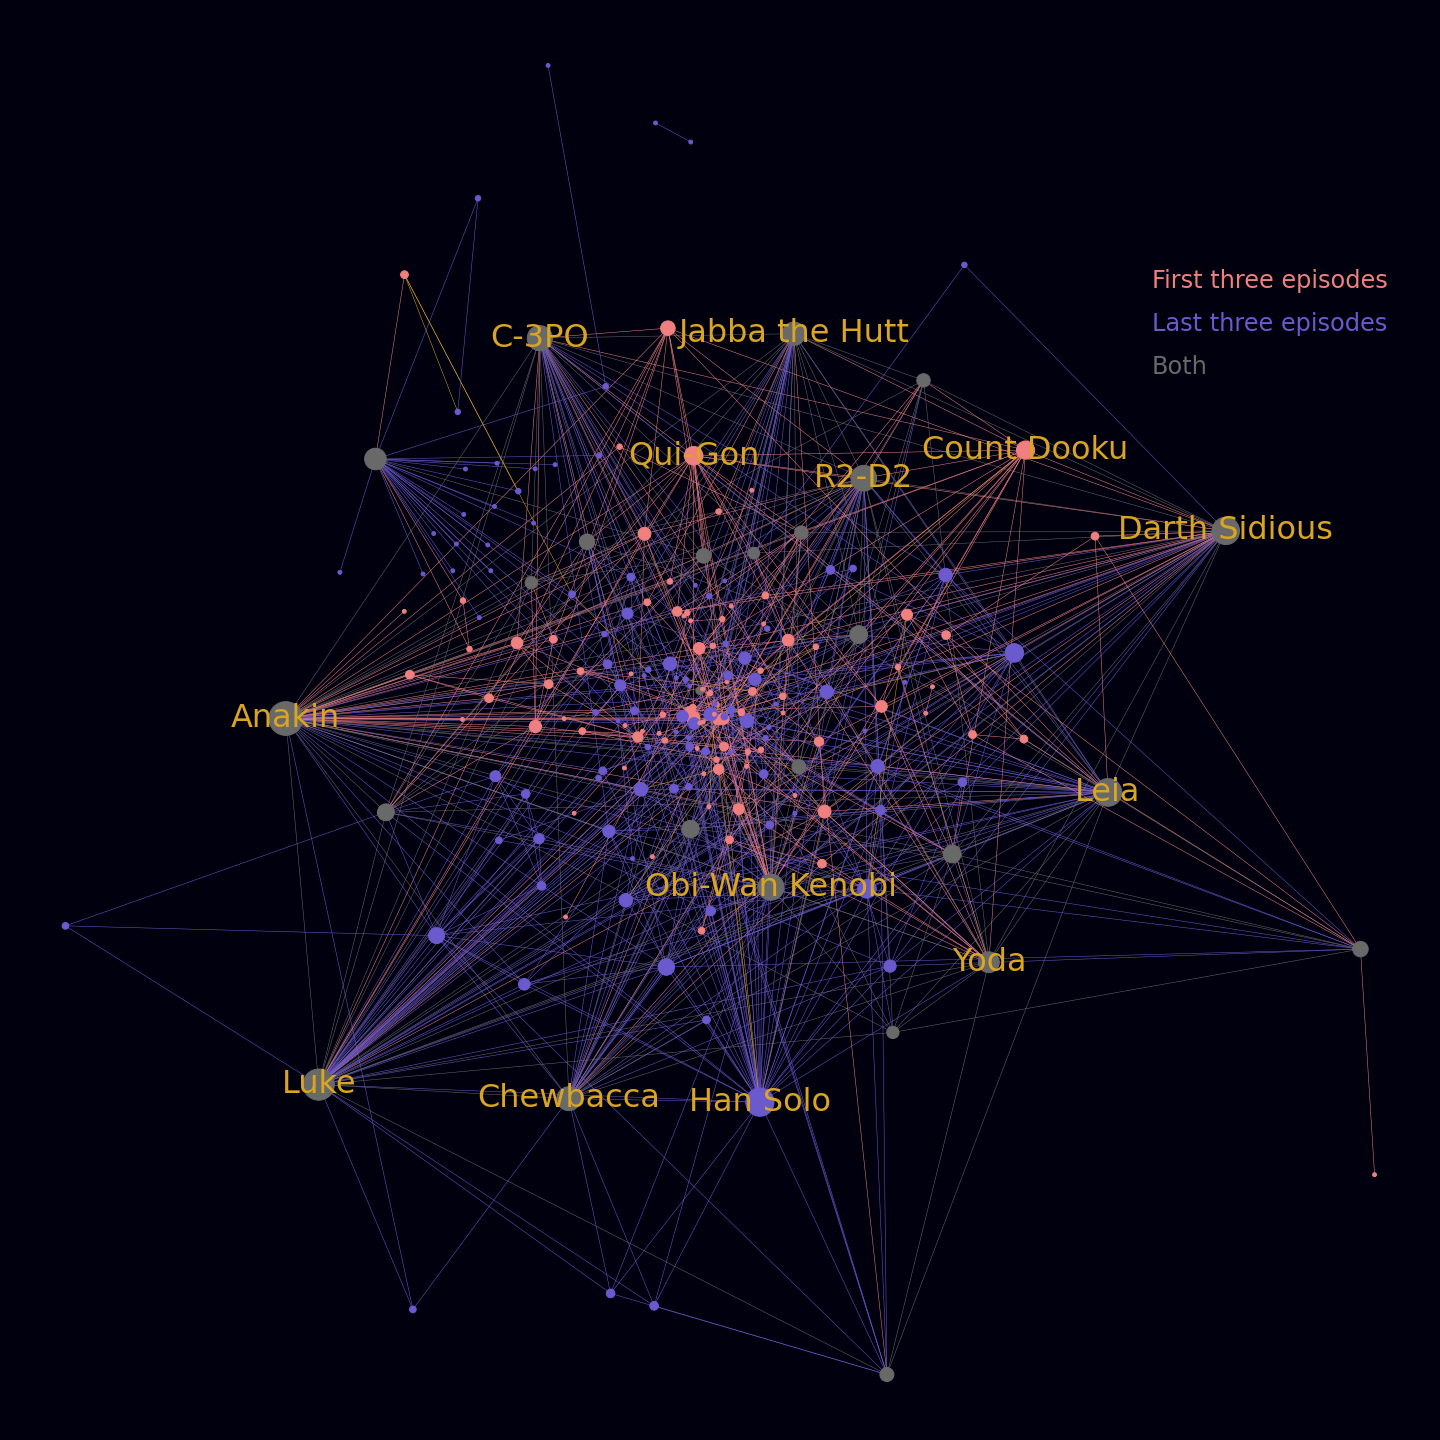 First three episodes
Last three episodes
Both
C-3PO
Jabba the Hutt
Qui-Gon
Count Dooku
R2-D2
Darth Sidious
Anakin
Leia
Obi-Wan Kenobi
Yoda
Luke
Chewbacca
Han Solo